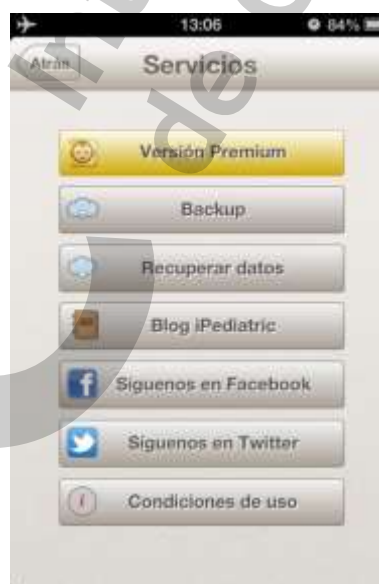 13:06 84%
Atrás Servicios
Versión Premium
Backup
Recuperar datos
Blog iPediatric
Síguenos en Facebook
Síguenos en Twitter
Condiciones de uso